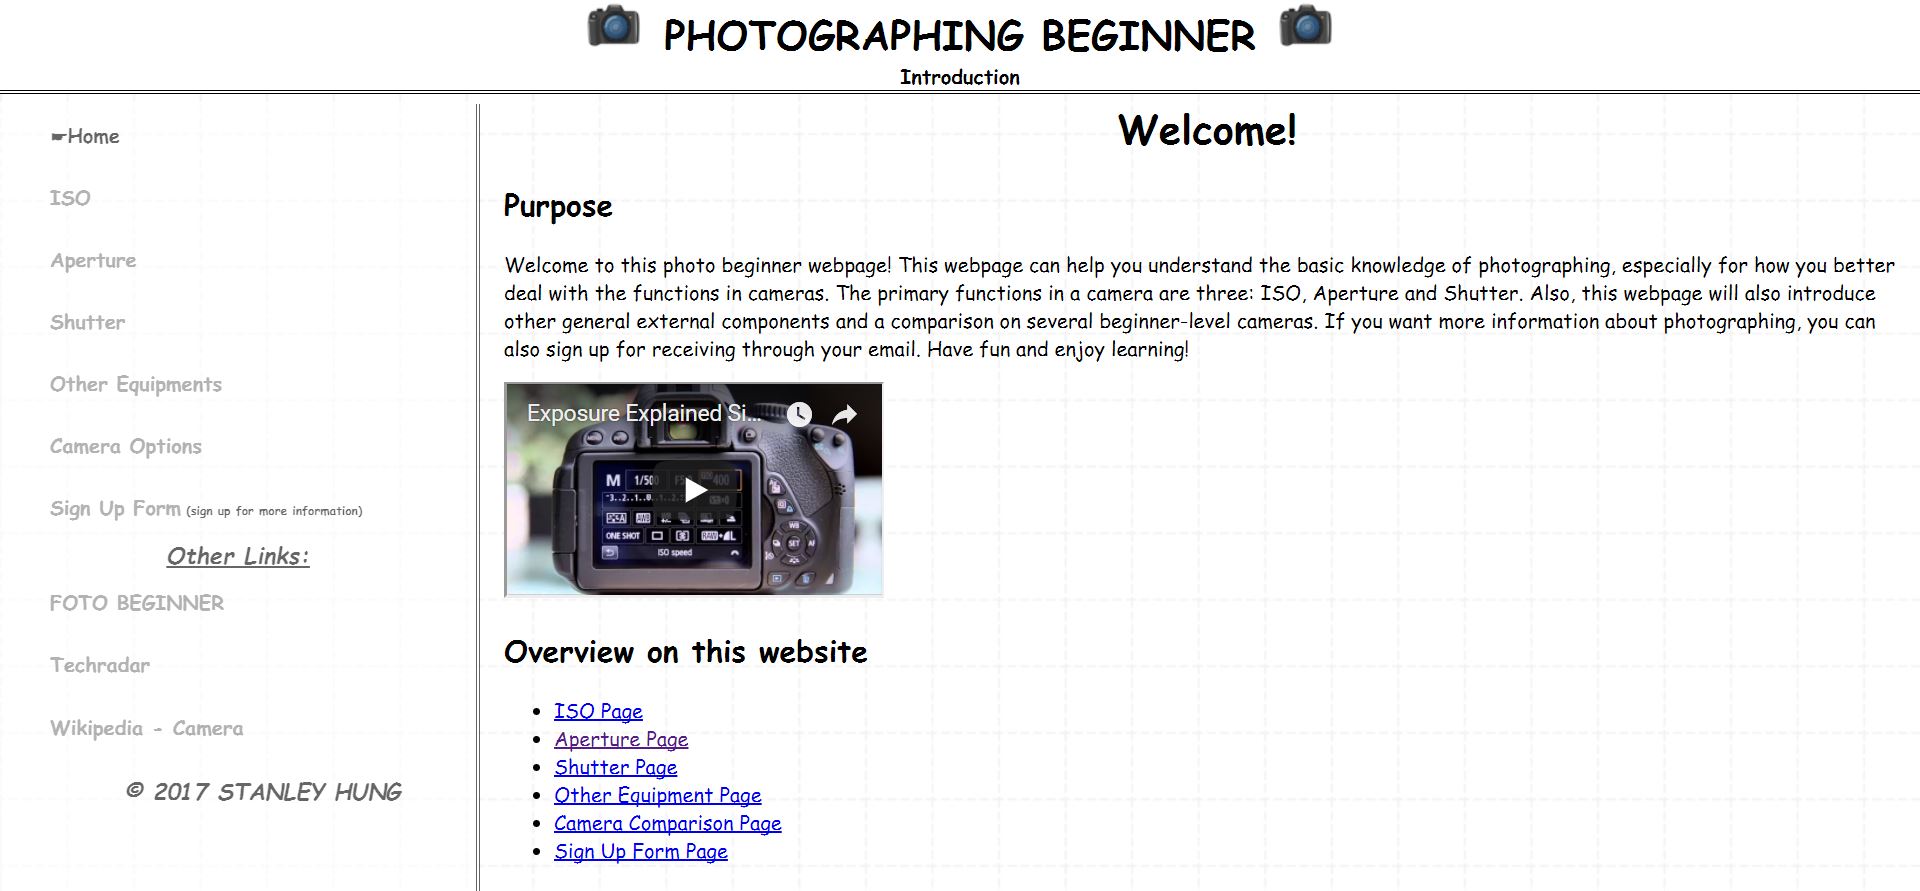 PHOTOGRAPHING BEGINNER
Introduction
☛Home
ISO
Aperture
Shutter
Other Equipments
Camera Options
Sign Up Form (sign up for more information)
Other Links:
FOTO BEGINNER
Techradar
Wikipedia - Camera
© 2017 STANLEY HUNG
Welcome!
Purpose
Welcome to this photo beginner webpage! This webpage can help you understand the basic knowledge of photographing, especially for how you better
deal with the functions in cameras. The primary functions in a camera are three: ISO, Aperture and Shutter. Also, this webpage will also introduce
other general external components and a comparison on several beginner-level cameras. If you want more information about photographing, you can
also sign up for receiving through your email. Have fun and enjoy learning!
Exposure Explained Si...
M 1/500 400
ONE SHOT RAW+L
ISO speed
WB
SET AF
Overview on this website
• ISO Page
• Aperture Page
• Shutter Page
• Other Equipment Page
• Camera Comparison Page
• Sign Up Form Page